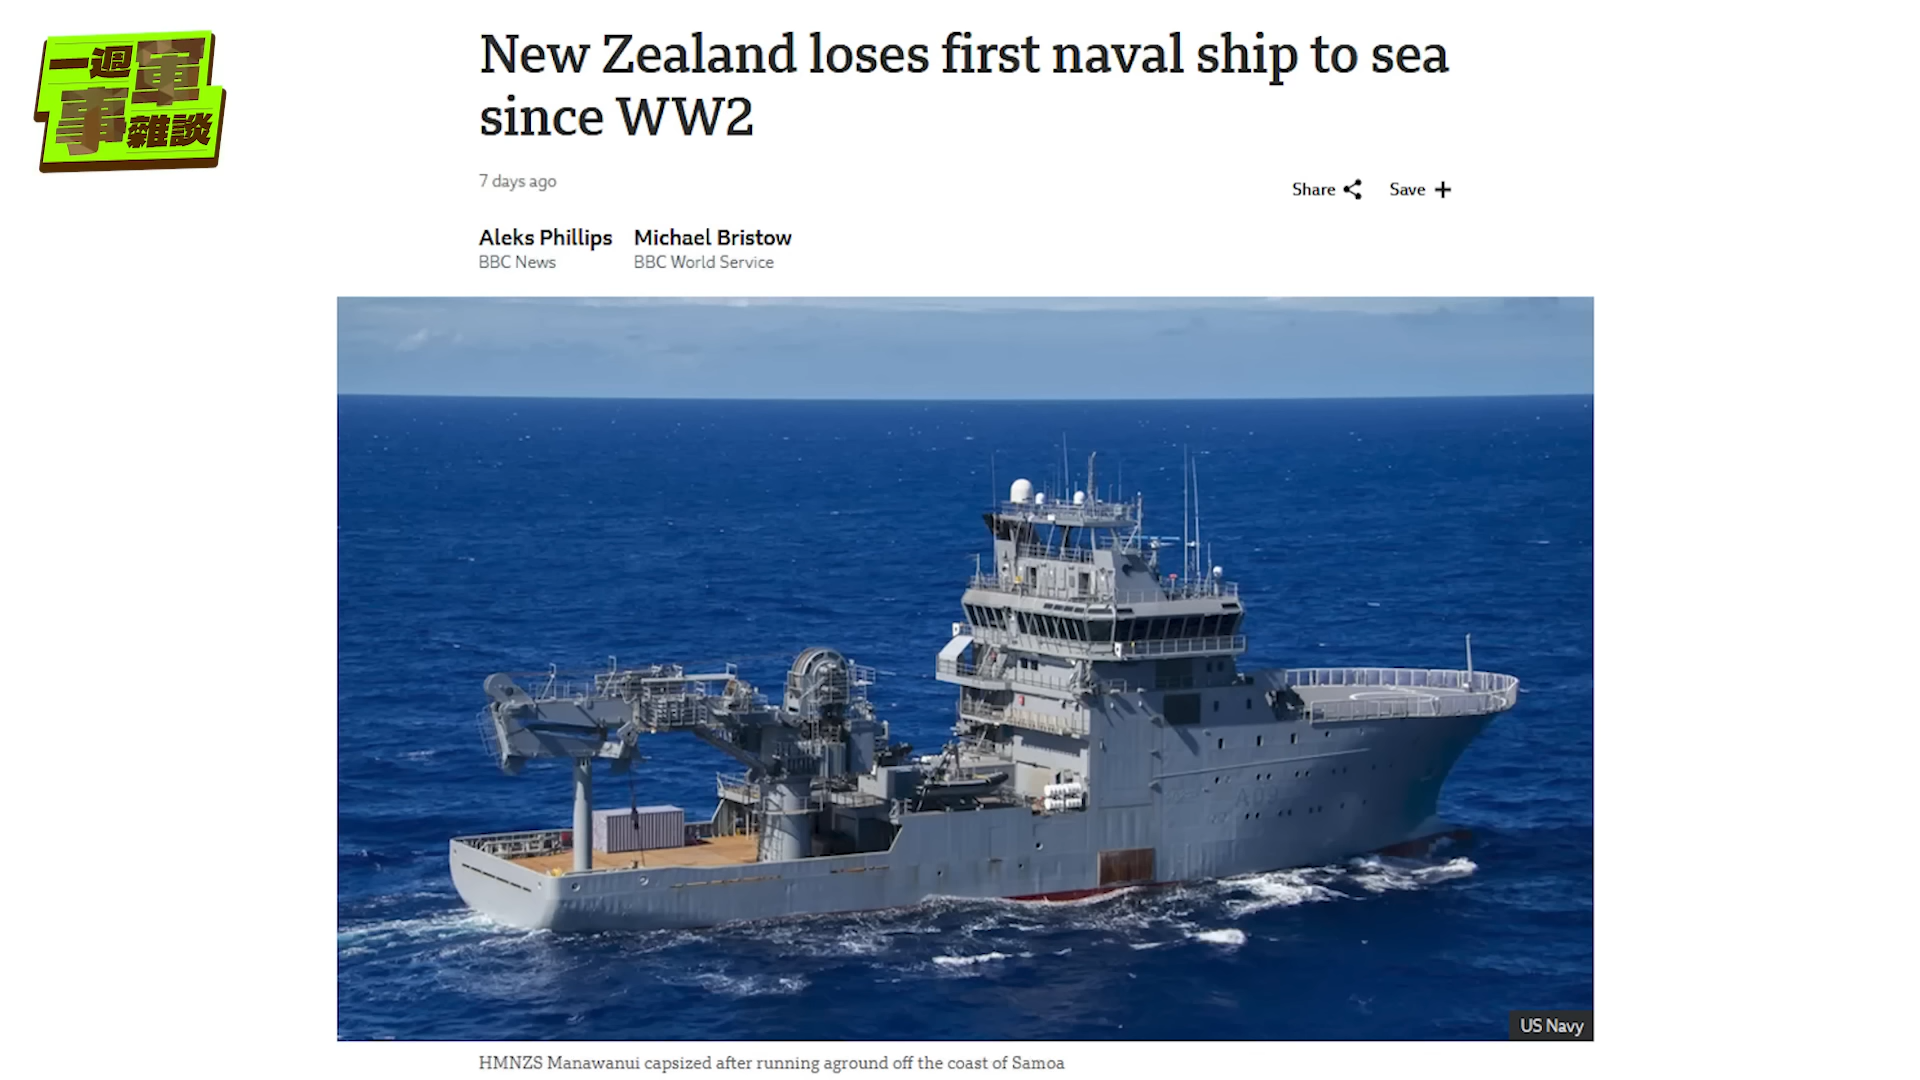 一週軍
事雜談
New Zealand loses first naval ship to sea
since WW2
7 days ago
Share
Save
Aleks Phillips
Michael Bristow
BBC News
BBC World Service
A09
US Navy
HMNZS Manawanui capsized after running aground off the coast of Samoa